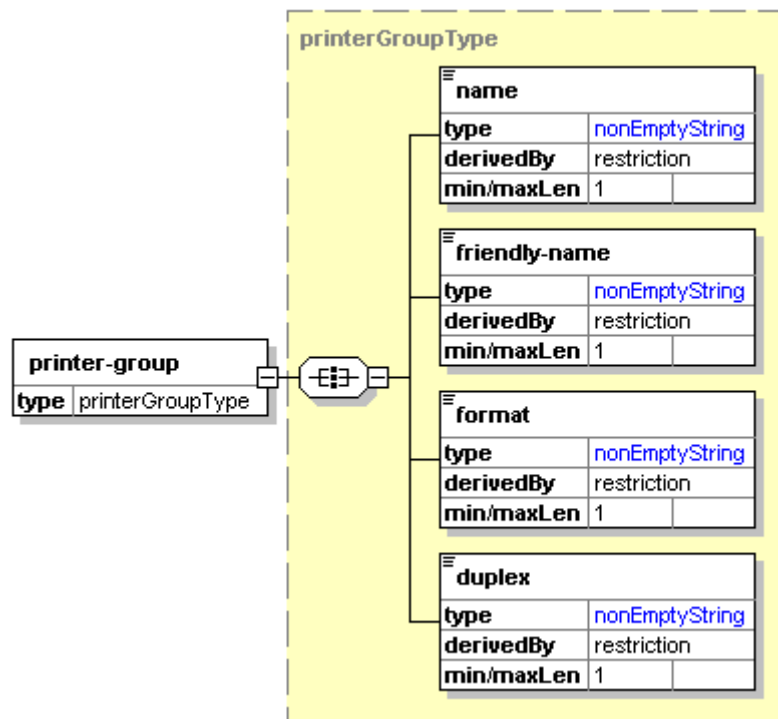 printerGroupType
name
type nonEmptyString
derivedBy restriction
min/maxLen 1
friendly-name
type nonEmptyString
derivedBy restriction
min/maxLen 1
printer-group
type printerGroupType
format
type nonEmptyString
derivedBy restriction
min/maxLen 1
duplex
type nonEmptyString
derivedBy restriction
min/maxLen 1